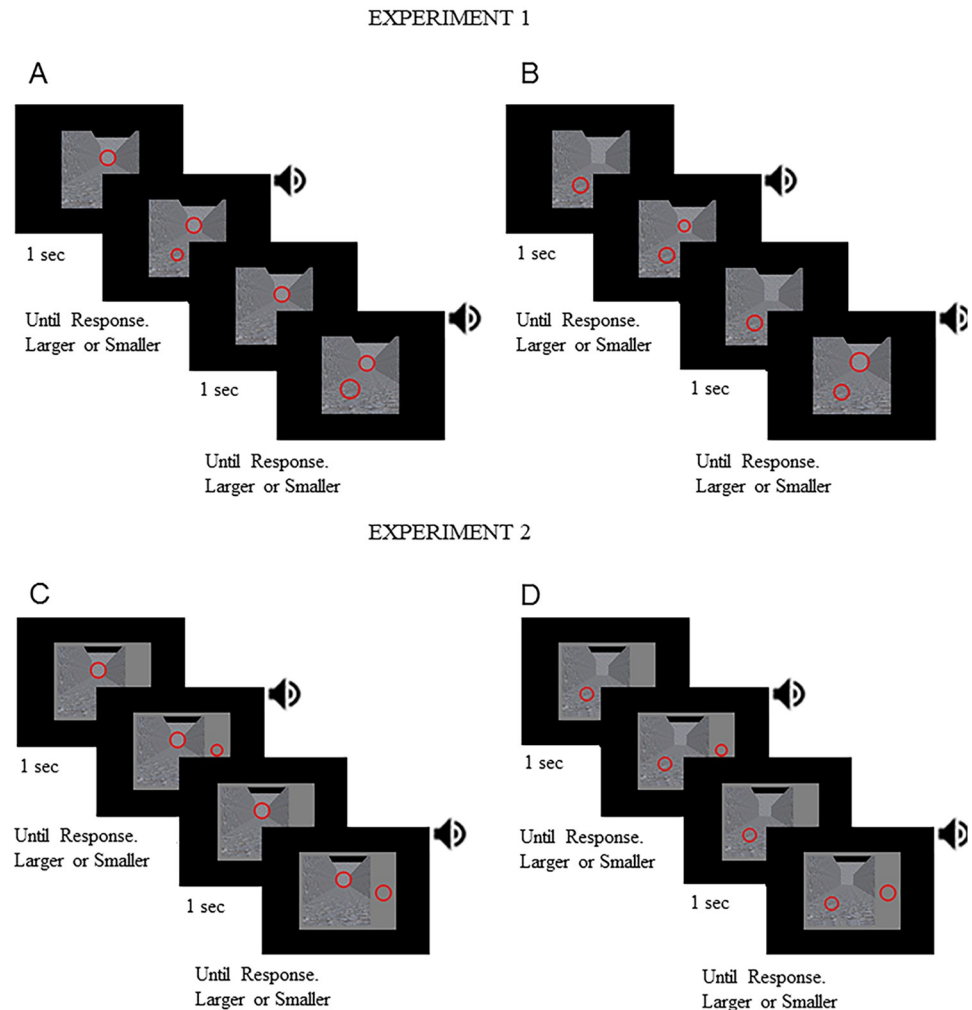 EXPERIMENT 1
A
1 sec
Until Response.
Larger or Smaller
1 sec
Until Response.
Larger or Smaller
B
1 sec
Until Response.
Larger or Smaller
1 sec
Until Response.
Larger or Smaller
EXPERIMENT 2
C
1 sec
Until Response.
Larger or Smaller
1 sec
Until Response.
Larger or Smaller
D
1 sec
Until Response.
Larger or Smaller
1 sec
Until Response.
Larger or Smaller